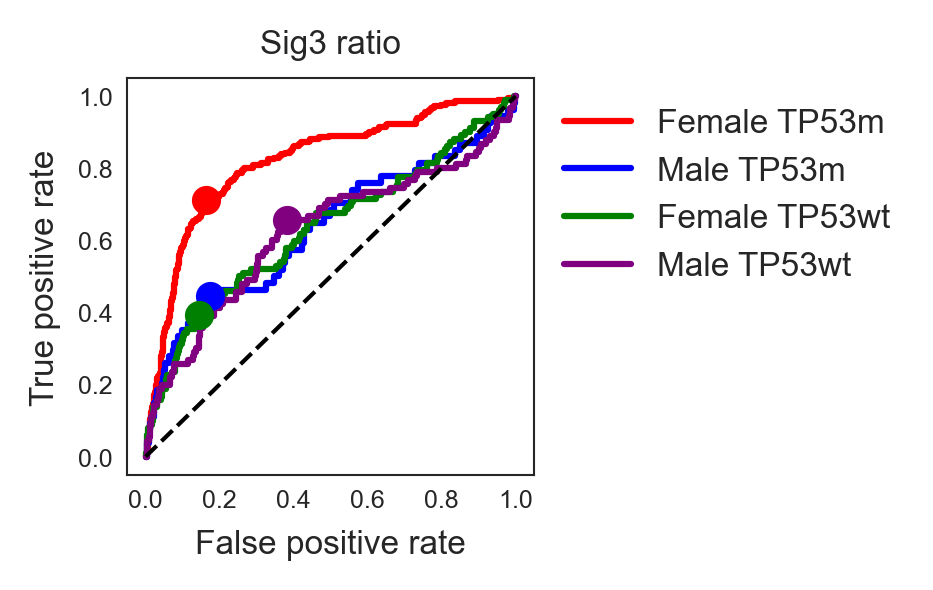 Sig3 ratio
True positive rate
1.0
0.8
0.6
0.4
0.2
0.0
0.0 0.2 0.4 0.6 0.8 1.0
False positive rate
Female TP53m
Male TP53m
Female TP53wt
Male TP53wt